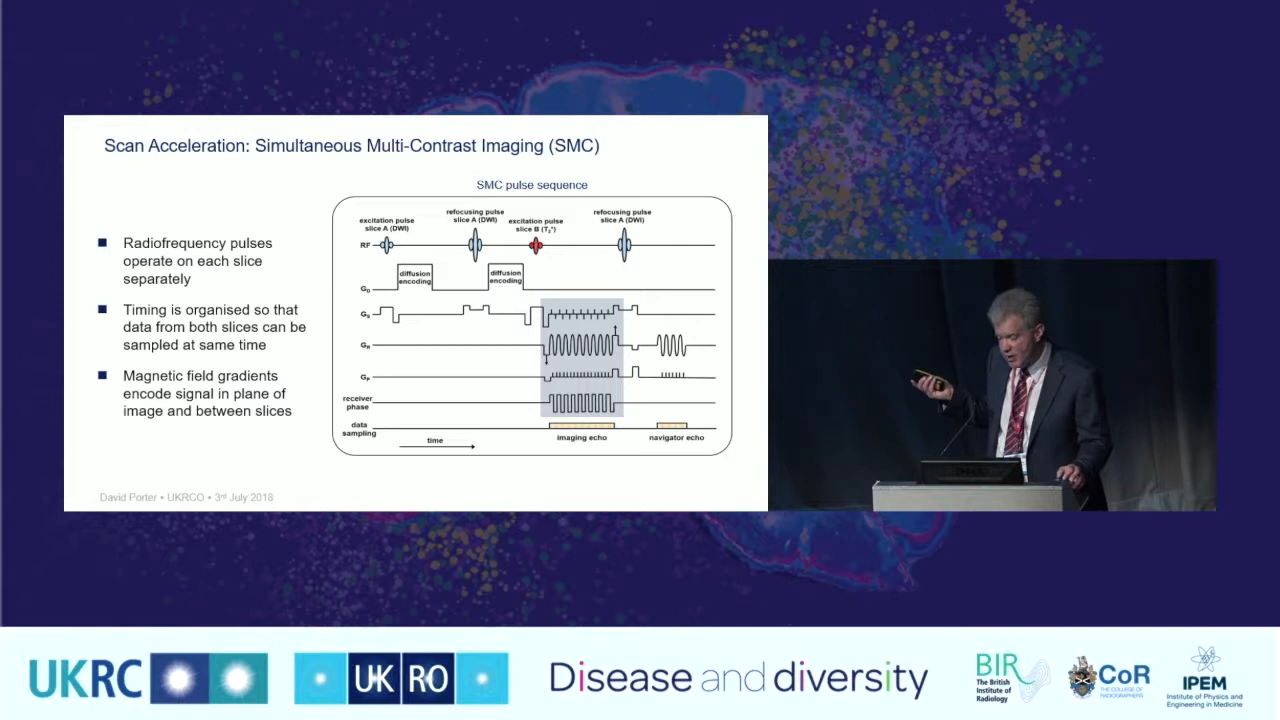 Scan Acceleration: Simultaneous Multi-Contrast Imaging (SMC)
SMC pulse sequence
Radiofrequency pulses
operate on each slice
separately
Timing is organised so that
data from both slices can be
sampled at same time
Magnetic field gradients
encode signal in plane of
image and between slices
excitation pulse
slice A (DWI)
refocusing pulse
slice A (DWI)
excitation pulse
slice B (T₂*)
refocusing pulse
slice A (DWI)
RF
diffusion
encoding
diffusion
encoding
G_D
G_S
G_R
G_P
receiver
phase
data
sampling
imaging echo
navigator echo
time
David Porter • UKRCO • 3rd July 2018
UKRC
UK RO
Disease and diversity
BIR
The British
Institute of
Radiology
CoR
THE COLLEGE OF
RADIOGRAPHERS
IPEM
Institute of Physics and
Engineering in Medicine